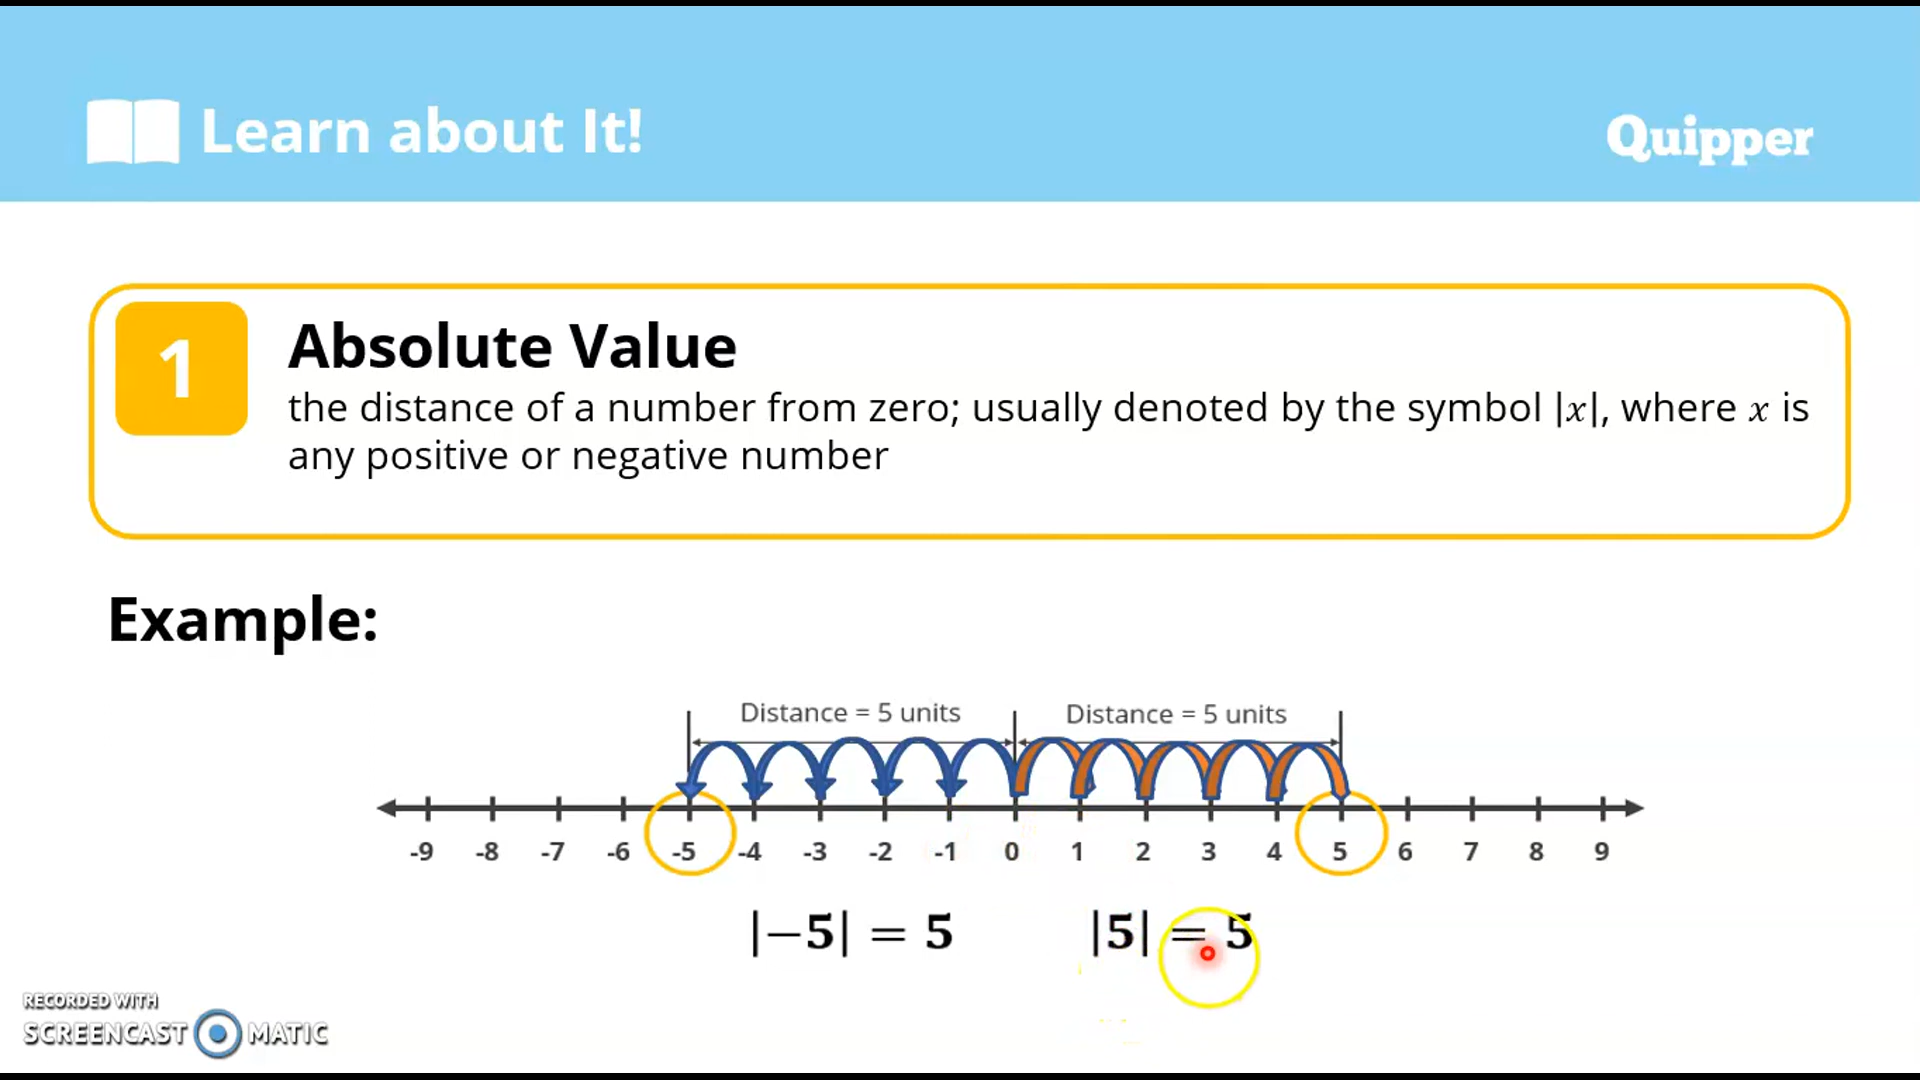 Learn about It!
Quipper
1
Absolute Value
the distance of a number from zero; usually denoted by the symbol |x|, where x is
any positive or negative number
Example:
Distance = 5 units Distance = 5 units
-9 -8 -7 -6 -5 -4 -3 -2 -1 0 1 2 3 4 5 6 7 8 9
|−5| = 5 |5| = 5
RECORDED WITH
SCREENCAST MATIC